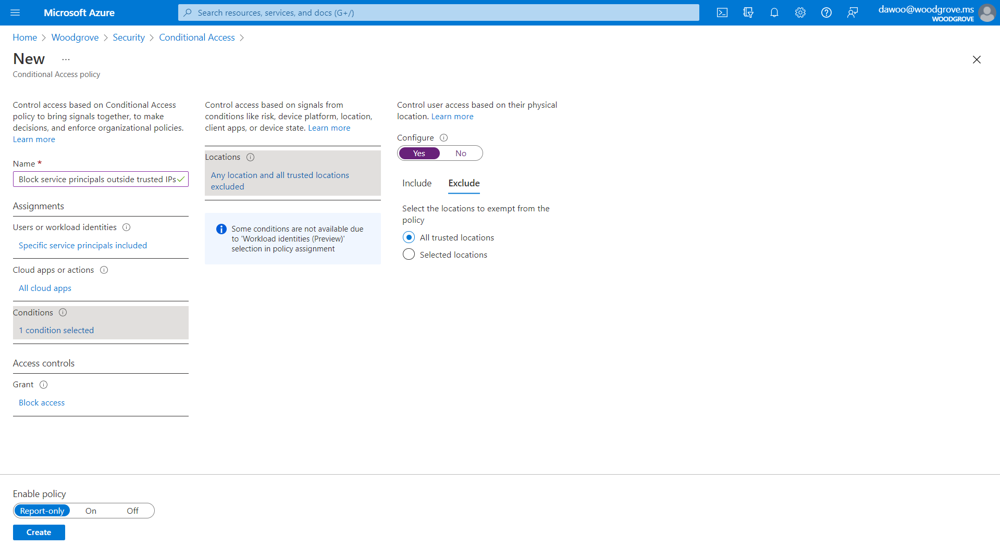 Microsoft Azure
Search resources, services, and docs (G+/)
dawoo@woodgrove.ms
WOODGROVE
Home > Woodgrove > Security > Conditional Access >
New ...
Conditional Access policy
Control access based on Conditional Access
policy to bring signals together, to make
decisions, and enforce organizational policies.
Learn more
Name *
Block service principals outside trusted IPs
Assignments
Users or workload identities
Specific service principals included
Cloud apps or actions
All cloud apps
Conditions
1 condition selected
Access controls
Grant
Block access
Control access based on signals from
conditions like risk, device platform, location,
client apps, or device state. Learn more
Locations
Any location and all trusted locations
excluded
Some conditions are not available due
to 'Workload identities (Preview)'
selection in policy assignment
Control user access based on their physical
location. Learn more
Configure
Yes No
Include Exclude
Select the locations to exempt from the
policy
All trusted locations
Selected locations
Enable policy
Report-only On Off
Create